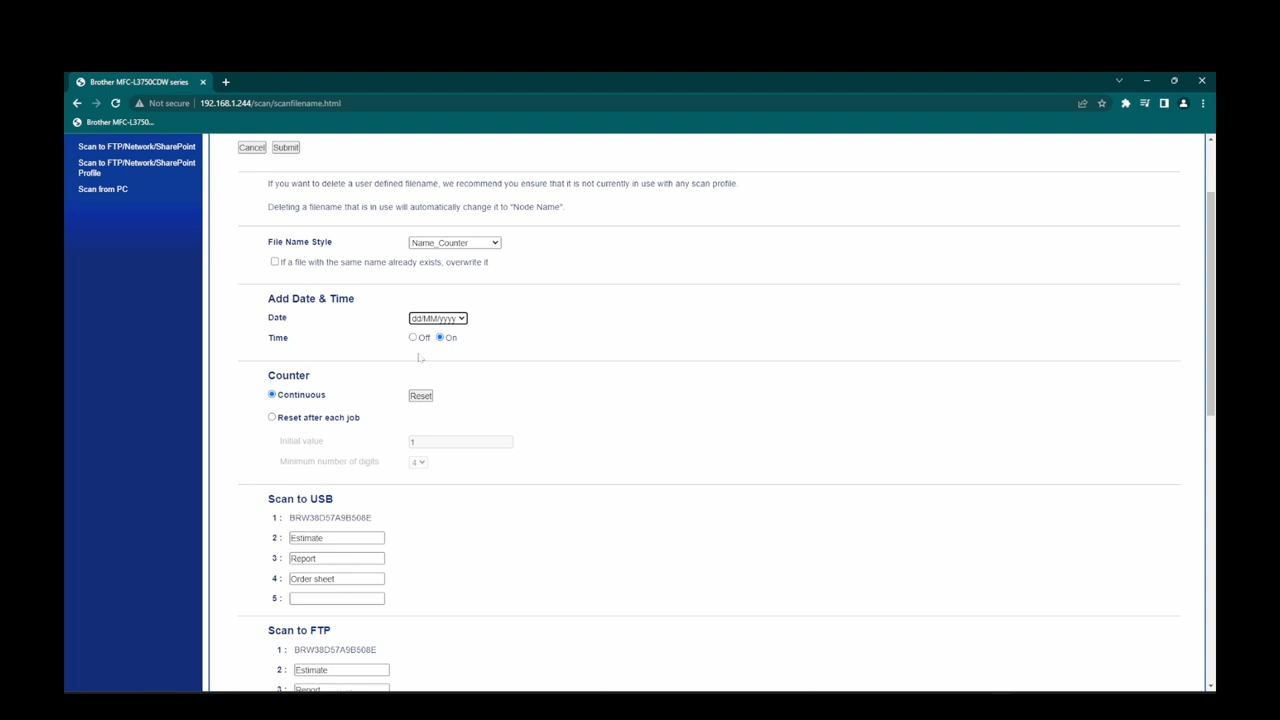 Brother MFC-L3750CDW series
Not secure 192.168.1.244/scan/scanfilename.html
Brother MFC-L3750...
Scan to FTP/Network/SharePoint
Scan to FTP/Network/SharePoint
Profile
Scan from PC
Cancel Submit
If you want to delete a user defined filename, we recommend you ensure that it is not currently in use with any scan profile.
Deleting a filename that is in use will automatically change it to "Node Name".
File Name Style Name_Counter
If a file with the same name already exists, overwrite it
Add Date & Time
Date dd/MM/yyyy
Time Off On
Counter
Continuous Reset
Reset after each job
Initial value 1
Minimum number of digits 4
Scan to USB
1 : BRW38D57A9B508E
2 : Estimate
3 : Report
4 : Order sheet
5 :
Scan to FTP
1 : BRW38D57A9B508E
2 : Estimate
3 : Report